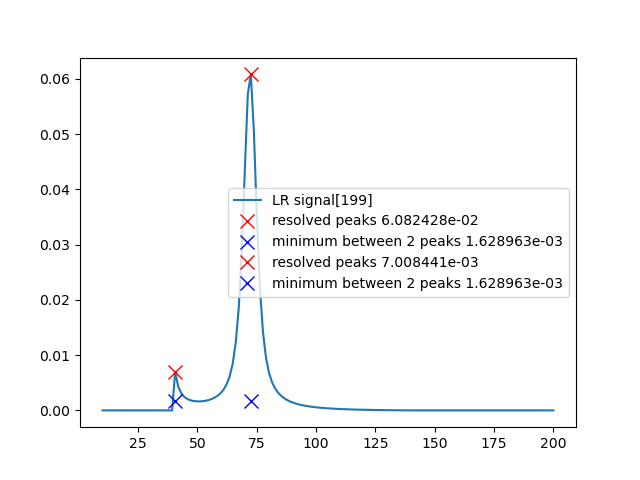 0.06
0.05
0.04
0.03
0.02
0.01
0.00
LR signal[199]
resolved peaks 6.082428e-02
minimum between 2 peaks 1.628963e-03
resolved peaks 7.008441e-03
minimum between 2 peaks 1.628963e-03
25 50 75 100 125 150 175 200